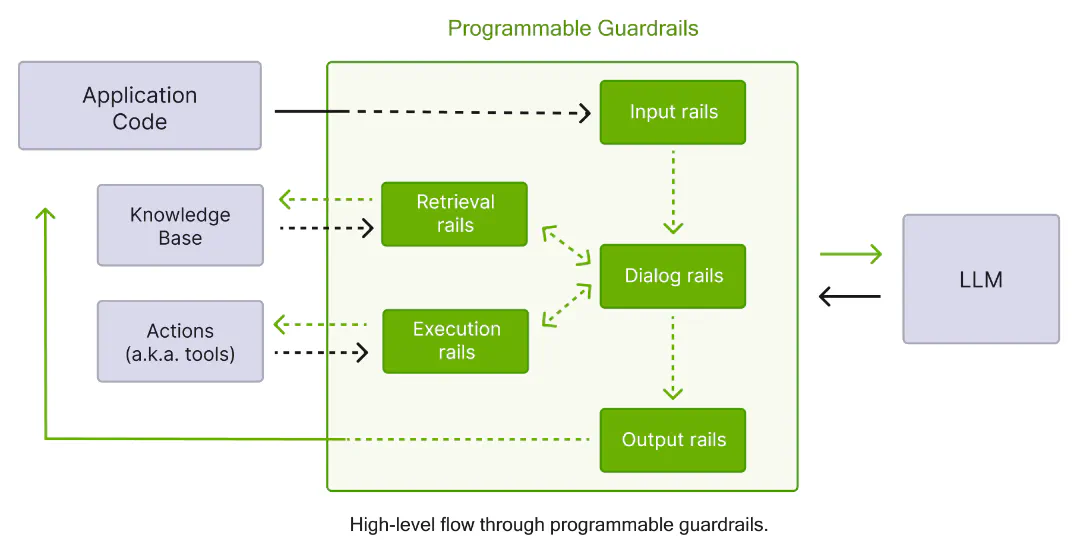 Programmable Guardrails
Application
Code
Input rails
Knowledge
Base
Retrieval
rails
Dialog rails
LLM
Actions
(a.k.a. tools)
Execution
rails
Output rails
High-level flow through programmable guardrails.